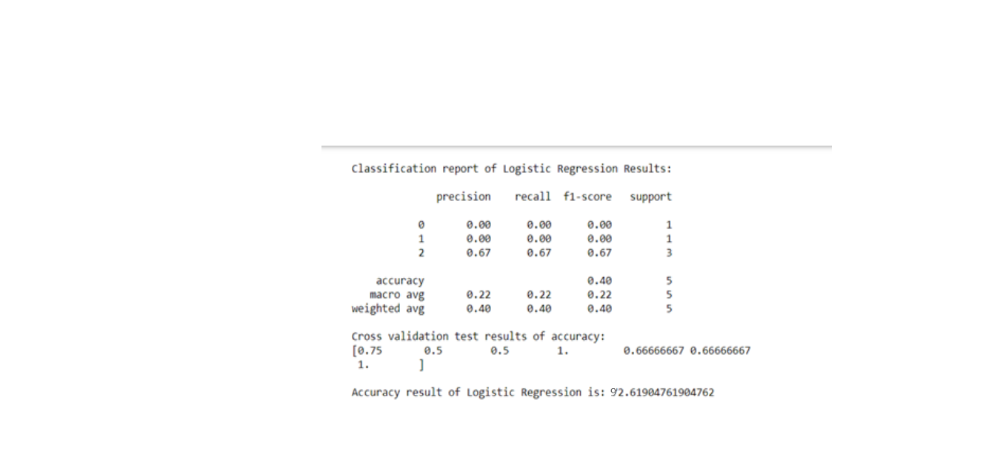 Classification report of Logistic Regression Results:
precision recall f1-score support
0 0.00 0.00 0.00 1
1 0.00 0.00 0.00 1
2 0.67 0.67 0.67 3
accuracy 0.40 5
macro avg 0.22 0.22 0.22 5
weighted avg 0.40 0.40 0.40 5
Cross validation test results of accuracy:
[0.75 0.5 0.5 1. 0.66666667 0.66666667
1. ]
Accuracy result of Logistic Regression is: 9'2.61904761904762